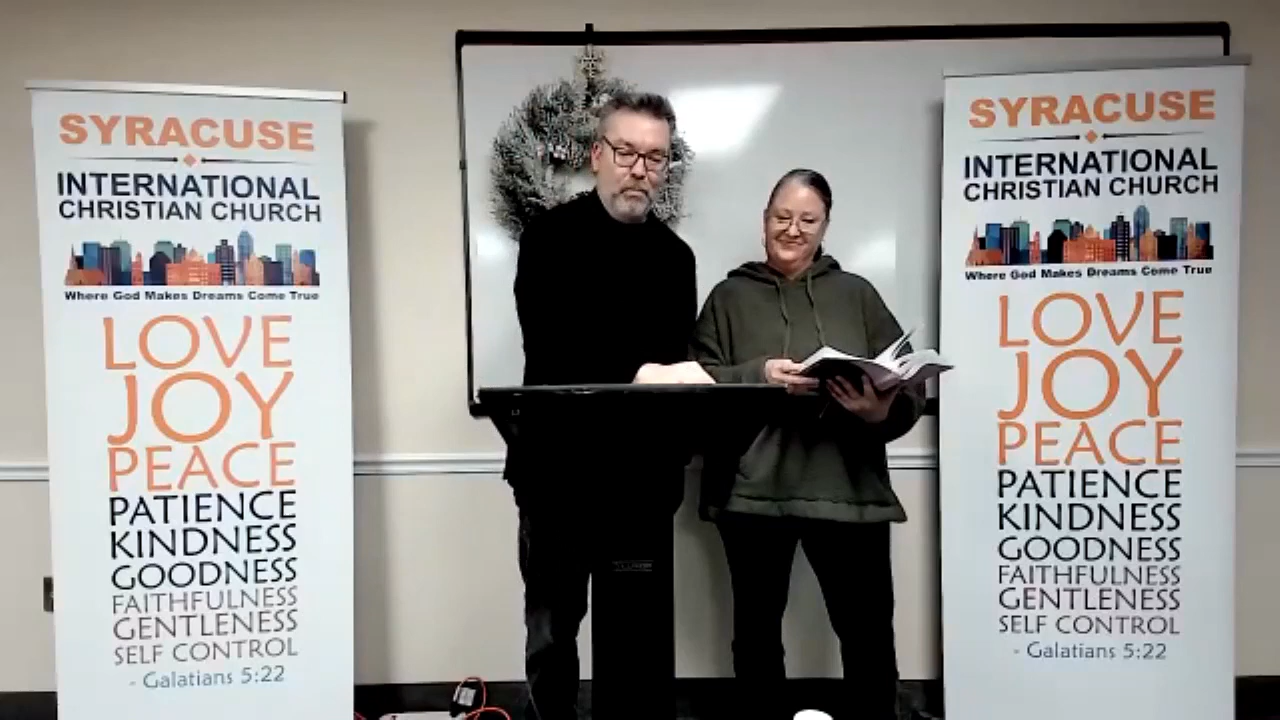 SYRACUSE
INTERNATIONAL
CHRISTIAN CHURCH
Where God Makes Dreams Come True
LOVE
JOY
PEACE
PATIENCE
KINDNESS
GOODNESS
FAITHFULNESS
GENTLENESS
SELF CONTROL
- Galatians 5:22
SYRACUSE
INTERNATIONAL
CHRISTIAN CHURCH
Where God Makes Dreams Come True
LOVE
JOY
PEACE
PATIENCE
KINDNESS
GOODNESS
FAITHFULNESS
GENTLENESS
SELF CONTROL
- Galatians 5:22